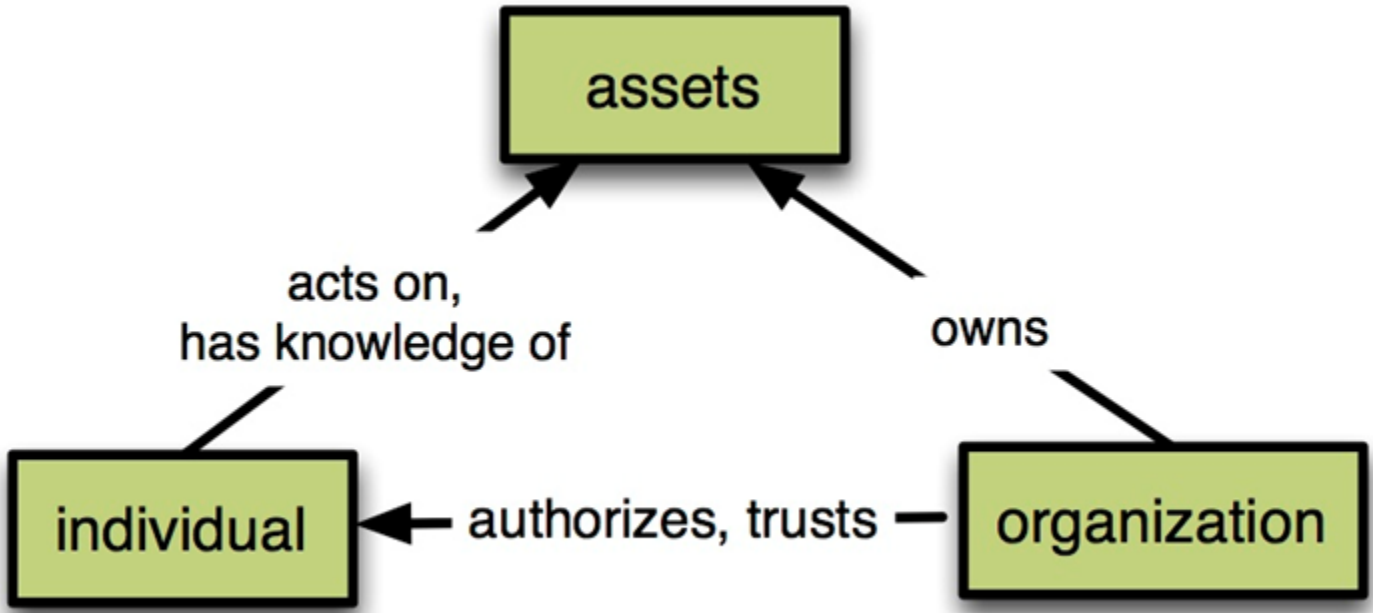 assets
acts on,
has knowledge of
owns
individual
authorizes, trusts
organization